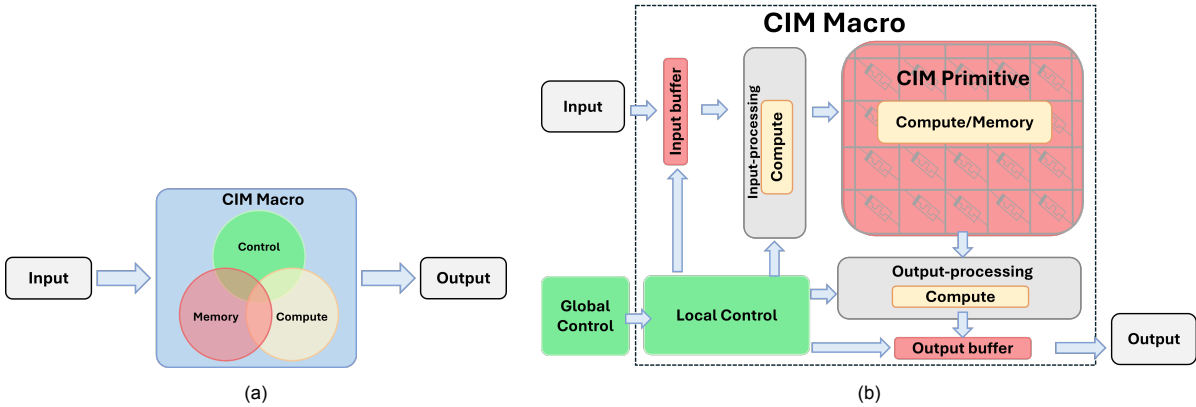 CIM Macro
Control
Input
Memory
Compute
Output
(a)
CIM Macro
Input
Input buffer
Input-processing
Compute
CIM Primitive
Compute/Memory
Output-processing
Compute
Global
Control
Local Control
Output buffer
Output
(b)